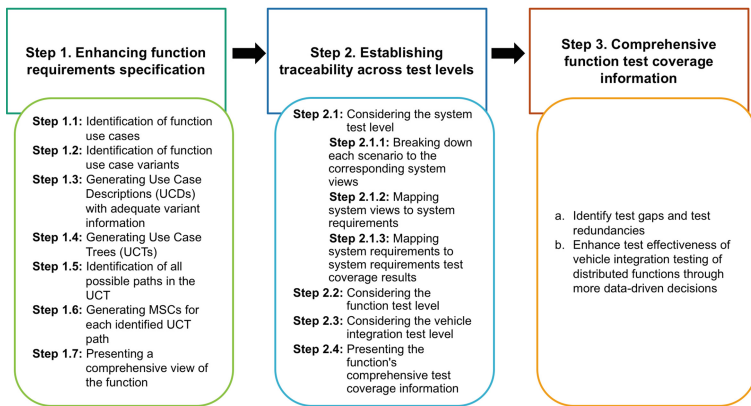 Step 1. Enhancing function
requirements specification
Step 1.1: Identification of function
use cases
Step 1.2: Identification of function
use case variants
Step 1.3: Generating Use Case
Descriptions (UCDs)
with adequate variant
information
Step 1.4: Generating Use Case
Trees (UCTs)
Step 1.5: Identification of all
possible paths in the
UCT
Step 1.6: Generating MSCs for
each identified UCT
path
Step 1.7: Presenting a
comprehensive view of
the function
Step 2. Establishing
traceability across test levels
Step 2.1: Considering the system
test level
Step 2.1.1: Breaking down
each scenario to the
corresponding system
views
Step 2.1.2: Mapping
system views to system
requirements
Step 2.1.3: Mapping
system requirements to
system requirements test
coverage results
Step 2.2: Considering the
function test level
Step 2.3: Considering the vehicle
integration test level
Step 2.4: Presenting the
function's
comprehensive test
coverage information
Step 3. Comprehensive
function test coverage
information
a. Identify test gaps and test
redundancies
b. Enhance test effectiveness of
vehicle integration testing of
distributed functions through
more data-driven decisions